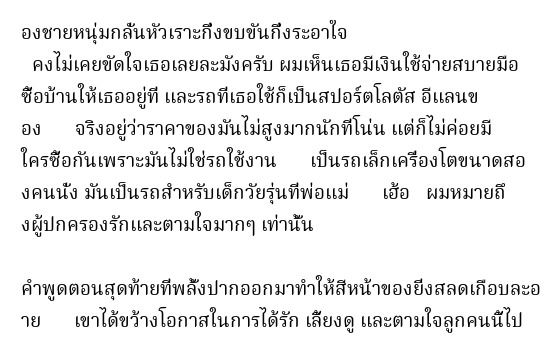 องชายหนุ่มกลั้นหัวเราะกึ่งขบขันกึ่งระอาใจ
คงไม่เคยขัดใจเธอเลยละมังครับ ผมเห็นเธอมีเงินใช้จ่ายสบายมือ
ซื้อบ้านให้เธออยู่ที่ และรถที่เธอใช้ก็เป็นสปอร์ตโลตัส อีแลนข
อง จริงอยู่ว่าราคาของมันไม่สูงมากนักที่โน่น แต่ก็ไม่ค่อยมี
ใครซื้อกันเพราะมันไม่ใช่รถใช้งาน เป็นรถเล็กเครื่องโตขนาดสอ
งคนนั่ง มันเป็นรถสำหรับเด็กวัยรุ่นที่พ่อแม่ เฮ้อ ผมหมายถึ
งผู้ปกครองรักและตามใจมากๆ เท่านั้น
คำพูดตอนสุดท้ายที่พลั้งปากออกมาทำให้สีหน้าของยิ่งสลดเกือบละอ
าย เขาได้ขว้างโอกาสในการได้รัก เลี้ยงดู และตามใจลูกคนนี้ไป